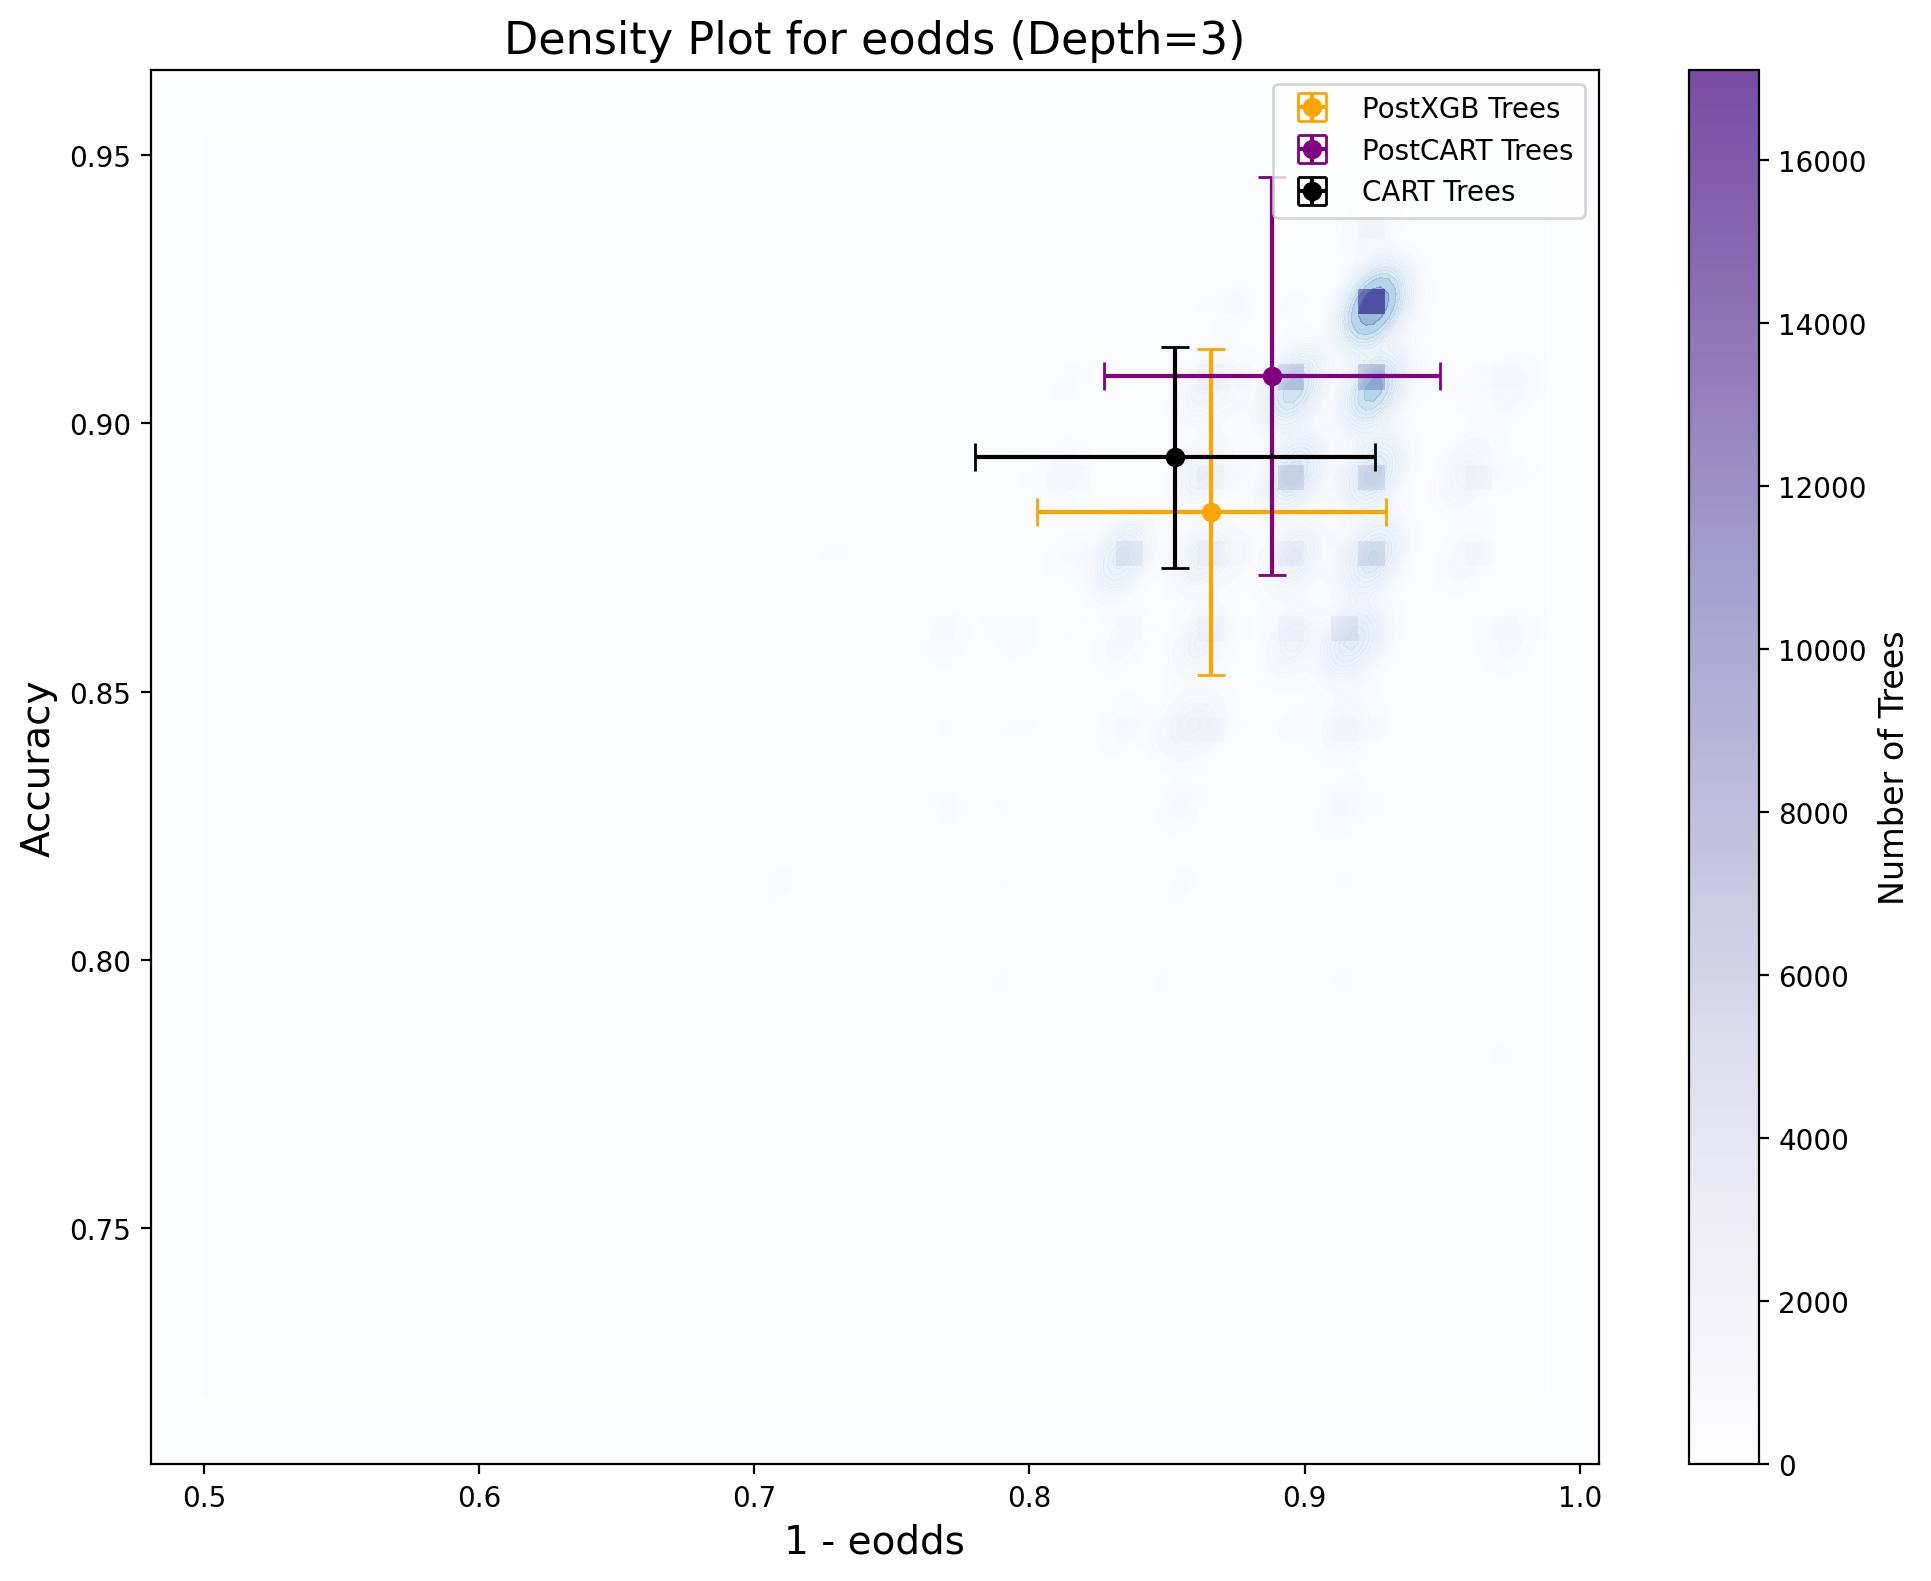 Density Plot for eodds (Depth=3)
PostXGB Trees
PostCART Trees
CART Trees
Accuracy
0.95
0.90
0.85
0.80
0.75
0.5 0.6 0.7 0.8 0.9 1.0
1 - eodds
16000
14000
12000
10000
8000
6000
4000
2000
0
Number of Trees